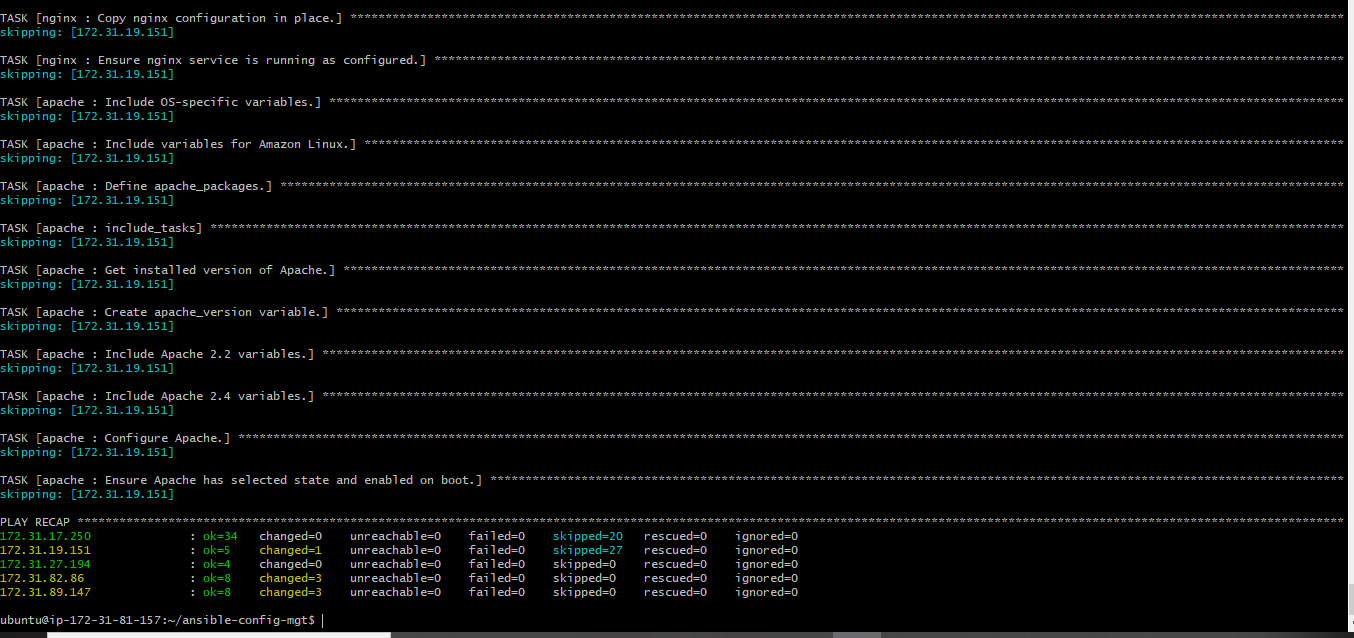 TASK [nginx : Copy nginx configuration in place.] **********************************************************************************************************************************************
skipping: [172.31.19.151]
TASK [nginx : Ensure nginx service is running as configured.] **********************************************************************************************************************************
skipping: [172.31.19.151]
TASK [apache : Include OS-specific variables.] *************************************************************************************************************************************************
skipping: [172.31.19.151]
TASK [apache : Include variables for Amazon Linux.] ********************************************************************************************************************************************
skipping: [172.31.19.151]
TASK [apache : Define apache_packages.] ********************************************************************************************************************************************************
skipping: [172.31.19.151]
TASK [apache : include_tasks] ******************************************************************************************************************************************************************
skipping: [172.31.19.151]
TASK [apache : Get installed version of Apache.] ***********************************************************************************************************************************************
skipping: [172.31.19.151]
TASK [apache : Create apache_version variable.] ************************************************************************************************************************************************
skipping: [172.31.19.151]
TASK [apache : Include Apache 2.2 variables.] **************************************************************************************************************************************************
skipping: [172.31.19.151]
TASK [apache : Include Apache 2.4 variables.] **************************************************************************************************************************************************
skipping: [172.31.19.151]
TASK [apache : Configure Apache.] **************************************************************************************************************************************************************
skipping: [172.31.19.151]
TASK [apache : Ensure Apache has selected state and enabled on boot.] **************************************************************************************************************************
skipping: [172.31.19.151]
PLAY RECAP *************************************************************************************************************************************************************************************
172.31.17.250 : ok=34 changed=0 unreachable=0 failed=0 skipped=20 rescued=0 ignored=0
172.31.19.151 : ok=5 changed=1 unreachable=0 failed=0 skipped=27 rescued=0 ignored=0
172.31.27.194 : ok=4 changed=0 unreachable=0 failed=0 skipped=0 rescued=0 ignored=0
172.31.82.86 : ok=8 changed=3 unreachable=0 failed=0 skipped=0 rescued=0 ignored=0
172.31.89.147 : ok=8 changed=3 unreachable=0 failed=0 skipped=0 rescued=0 ignored=0
ubuntu@ip-172-31-81-157:~/ansible-config-mgt$